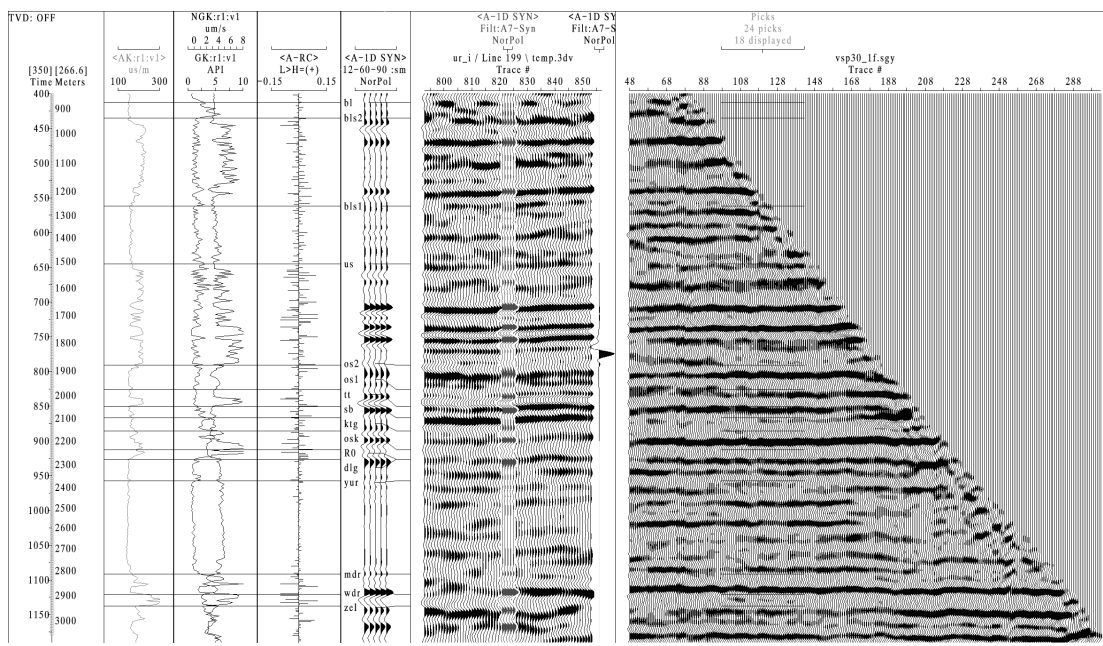 TVD: OFF
NGK:r1:v1
um/s
0 2 4 6 8
<AK:r1:v1>
us/m
100 300
GK:r1:v1
API
0 5 10
<A-RC>
L>H=(+)
−0.15 0.15
<A-1D SYN>
12-60-90 :sm
NorPol
<A-1D SYN>
Filt:A7-Syn
NorPol
<A-1D SY
Filt:A7-S
NorPol
ur_i / Line 199 \ temp.3dv
Trace #
800 810 820 830 840 850
Picks
24 picks
18 displayed
vsp30_1f.sgy
Trace #
48 68 88 108 128 148 168 188 208 228 248 268 288
[350] [266.6]
Time Meters
400
450
500
550
600
650
700
750
800
850
900
950
1000
1050
1100
1150
900
1000
1100
1200
1300
1400
1500
1600
1700
1800
1900
2000
2100
2200
2300
2400
2500
2600
2700
2800
2900
3000
bl
bls2
bls1
us
os2
os1
tt
sb
ktg
osk
R0
dlg
yur
mdr
wdr
zel